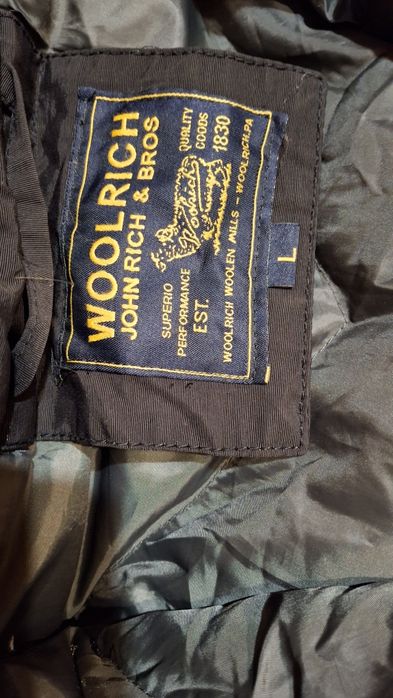 WOOLRICH
JOHN RICH & BROS
SUPERIO QUALITY
PERFORMANCE GOODS
Woolrich
EST. 1830
WOOLRICH WOOLEN MILLS - WOOLRICH.PA
L